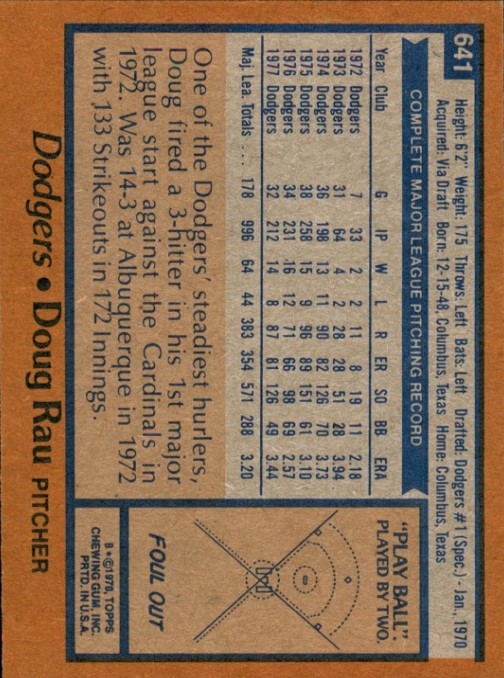 641
Height: 6'2" Weight: 175 Throws: Left Bats: Left Drafted: Dodgers #1 (Spec.) - Jan., 1970
Acquired: Via Draft Born: 12-15-48, Columbus, Texas Home: Columbus, Texas
COMPLETE MAJOR LEAGUE PITCHING RECORD
Year Club G IP W L R ER SO BB ERA
1972 Dodgers 7 33 2 2 11 8 19 11 2.18
1973 Dodgers 31 64 4 2 28 28 51 28 3.94
1974 Dodgers 36 198 13 11 90 82 126 70 3.73
1975 Dodgers 38 258 15 9 96 89 151 61 3.10
1976 Dodgers 34 231 16 12 71 66 98 69 2.57
1977 Dodgers 32 212 14 8 87 81 126 49 3.44
Maj. Lea. Totals ... 178 996 64 44 383 354 571 288 3.20
One of the Dodgers' steadiest hurlers,
Doug fired a 3-hitter in his 1st major
league start against the Cardinals in
1972. Was 14-3 at Albuquerque in 1972
with 133 Strikeouts in 172 Innings.
"PLAY BALL".
PLAYED BY TWO.
FOUL OUT
B*©1978, TOPPS
CHEWING GUM, INC.
PRTD. IN U.S.A.
Dodgers • Doug Rau PITCHER